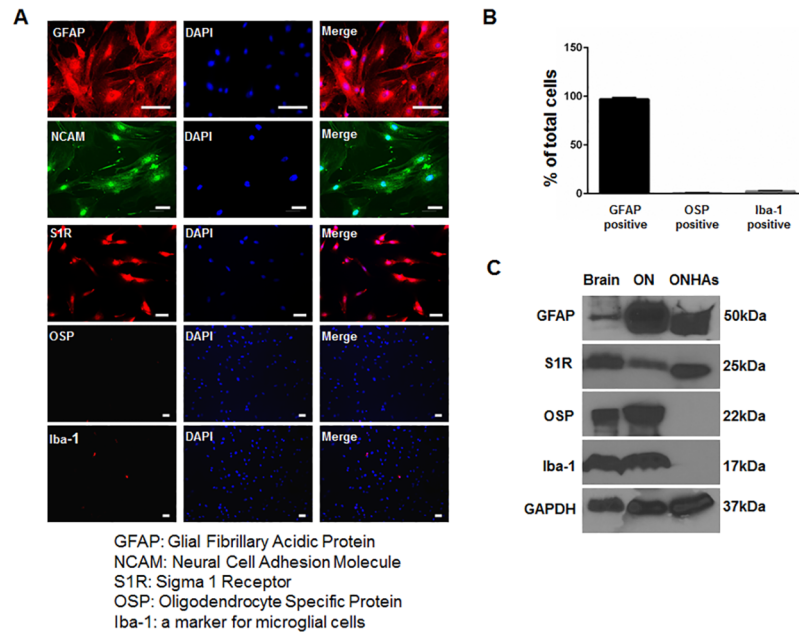 A
GFAP DAPI Merge
NCAM DAPI Merge
S1R DAPI Merge
OSP DAPI Merge
Iba-1 DAPI Merge
GFAP: Glial Fibrillary Acidic Protein
NCAM: Neural Cell Adhesion Molecule
S1R: Sigma 1 Receptor
OSP: Oligodendrocyte Specific Protein
Iba-1: a marker for microglial cells
B
% of total cells
150
100
50
0
GFAP positive
OSP positive
Iba-1 positive
C
Brain ON ONHAs
GFAP 50kDa
S1R 25kDa
OSP 22kDa
Iba-1 17kDa
GAPDH 37kDa